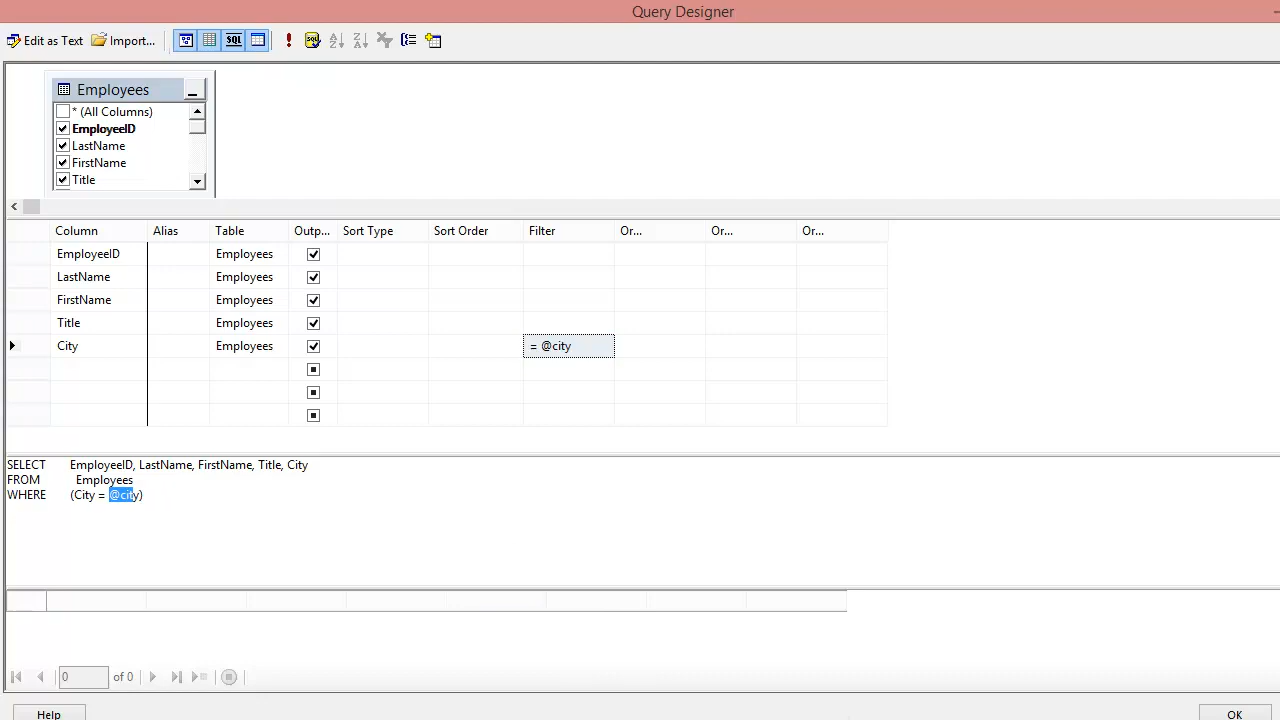 Query Designer
Edit as Text Import...
SQL
SQL
Employees
* (All Columns)
EmployeeID
LastName
FirstName
Title
Column Alias Table Outp... Sort Type Sort Order Filter Or... Or... Or...
EmployeeID Employees
LastName Employees
FirstName Employees
Title Employees
City Employees = @city
SELECT EmployeeID, LastName, FirstName, Title, City
FROM Employees
WHERE (City = @city)
0 of 0
Help OK